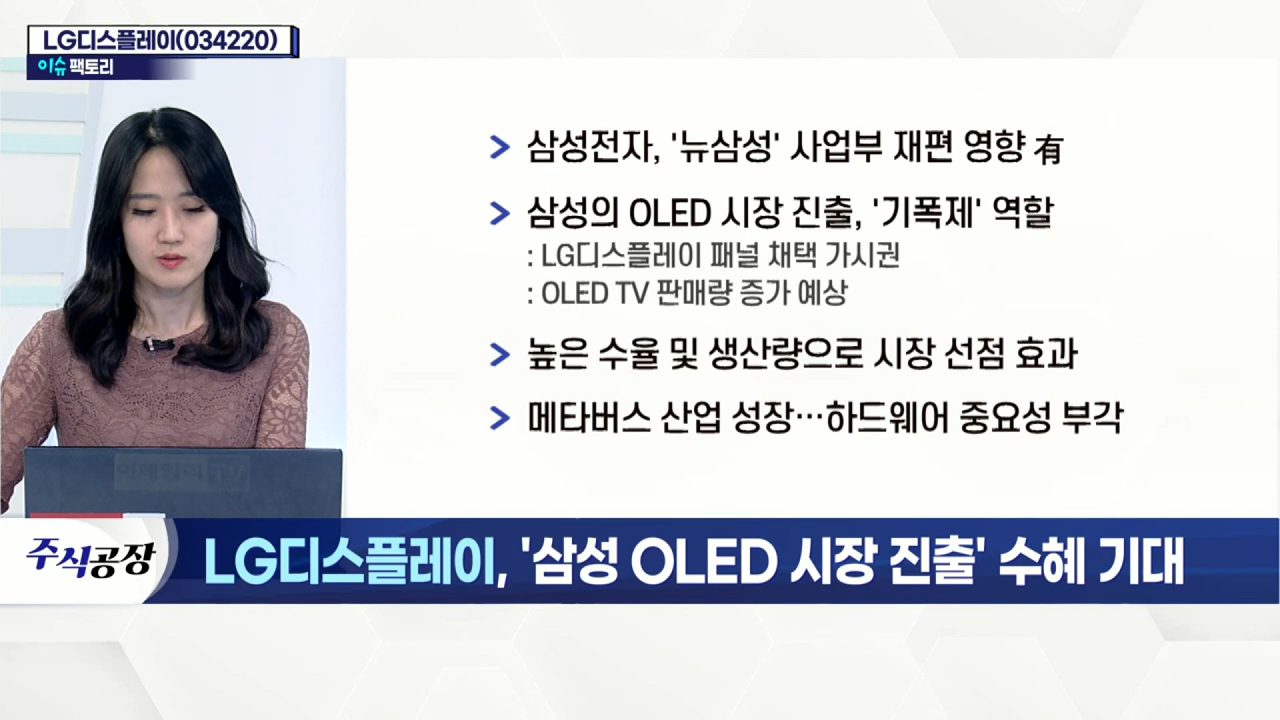 LG디스플레이(034220)
이슈 팩토리
> 삼성전자, '뉴삼성' 사업부 재편 영향 有
> 삼성의 OLED 시장 진출, '기폭제' 역할
: LG디스플레이 패널 채택 가시권
: OLED TV 판매량 증가 예상
> 높은 수율 및 생산량으로 시장 선점 효과
> 메타버스 산업 성장…하드웨어 중요성 부각
이데일리 TV
주식공장
LG디스플레이, '삼성 OLED 시장 진출' 수혜 기대